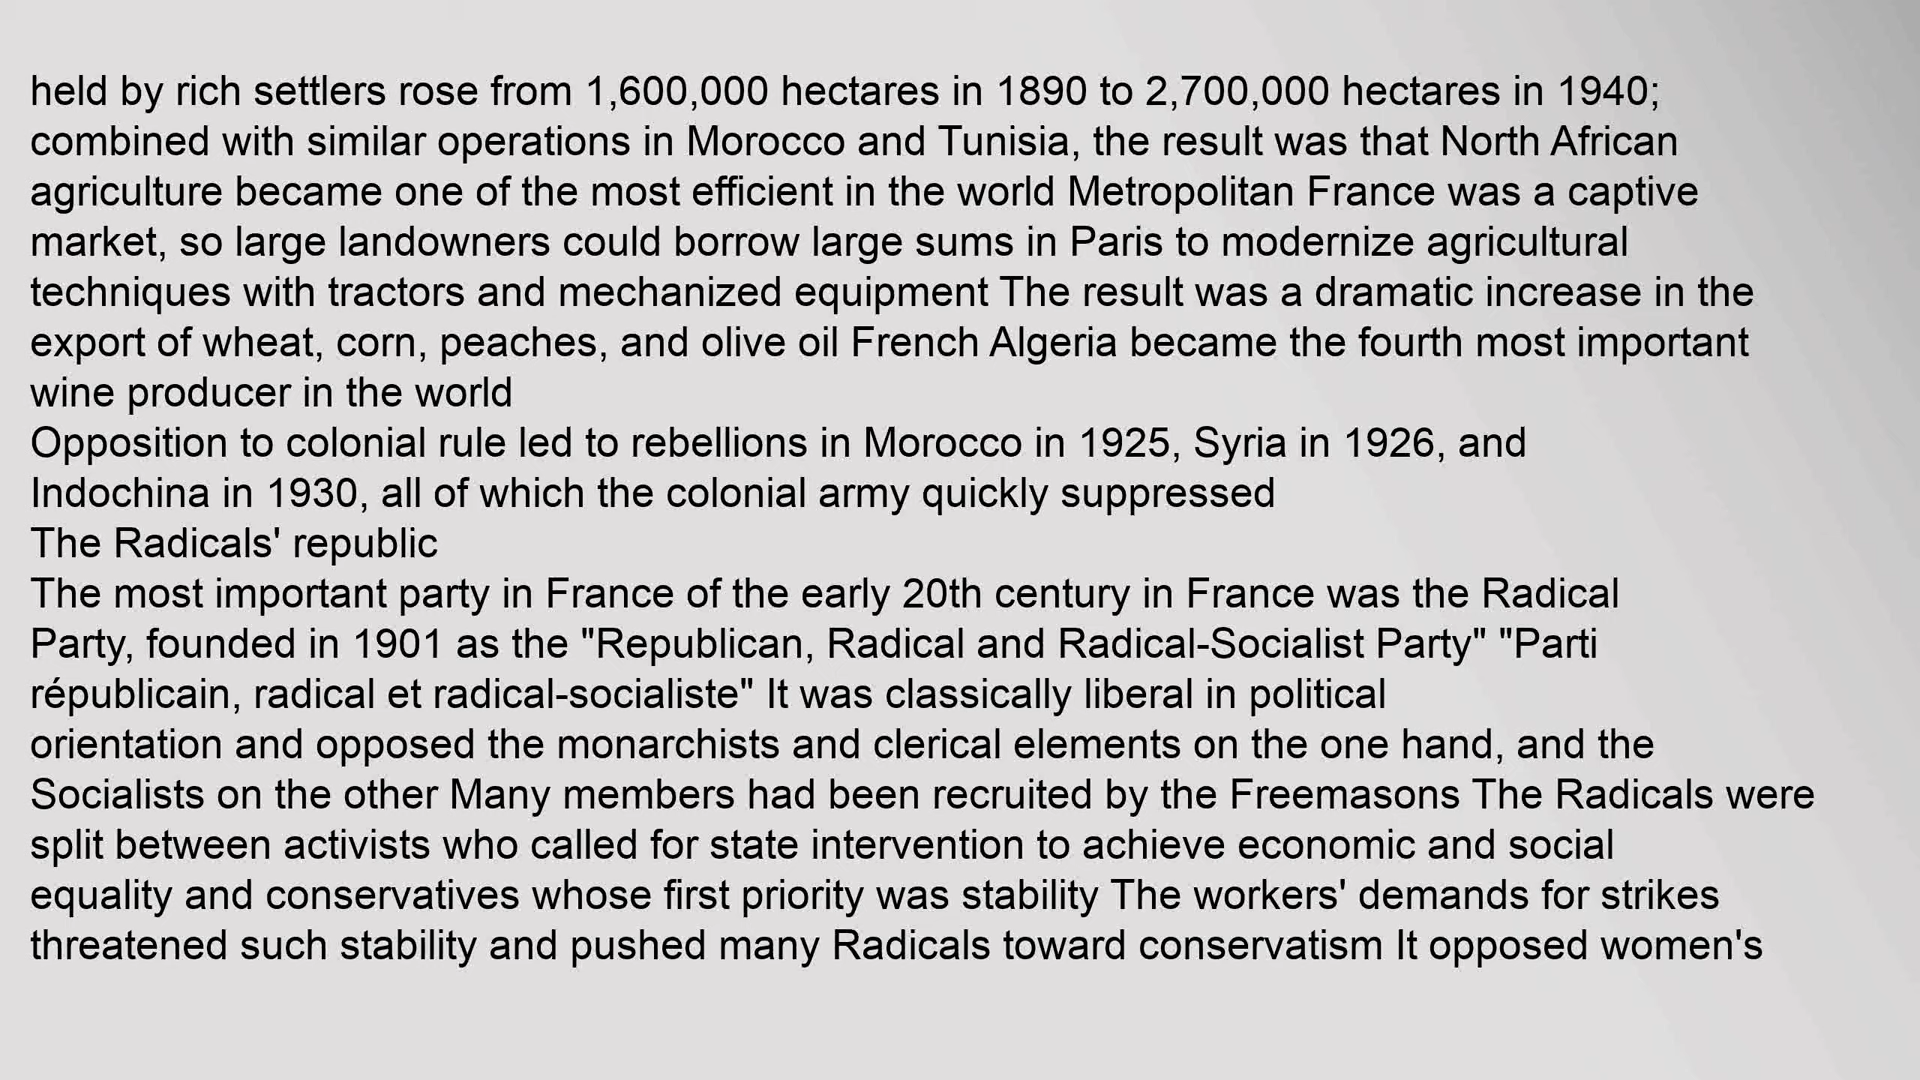 held by rich settlers rose from 1,600,000 hectares in 1890 to 2,700,000 hectares in 1940;
combined with similar operations in Morocco and Tunisia, the result was that North African
agriculture became one of the most efficient in the world Metropolitan France was a captive
market, so large landowners could borrow large sums in Paris to modernize agricultural
techniques with tractors and mechanized equipment The result was a dramatic increase in the
export of wheat, corn, peaches, and olive oil French Algeria became the fourth most important
wine producer in the world
Opposition to colonial rule led to rebellions in Morocco in 1925, Syria in 1926, and
Indochina in 1930, all of which the colonial army quickly suppressed
The Radicals' republic
The most important party in France of the early 20th century in France was the Radical
Party, founded in 1901 as the "Republican, Radical and Radical-Socialist Party" "Parti
républicain, radical et radical-socialiste" It was classically liberal in political
orientation and opposed the monarchists and clerical elements on the one hand, and the
Socialists on the other Many members had been recruited by the Freemasons The Radicals were
split between activists who called for state intervention to achieve economic and social
equality and conservatives whose first priority was stability The workers' demands for strikes
threatened such stability and pushed many Radicals toward conservatism It opposed women's